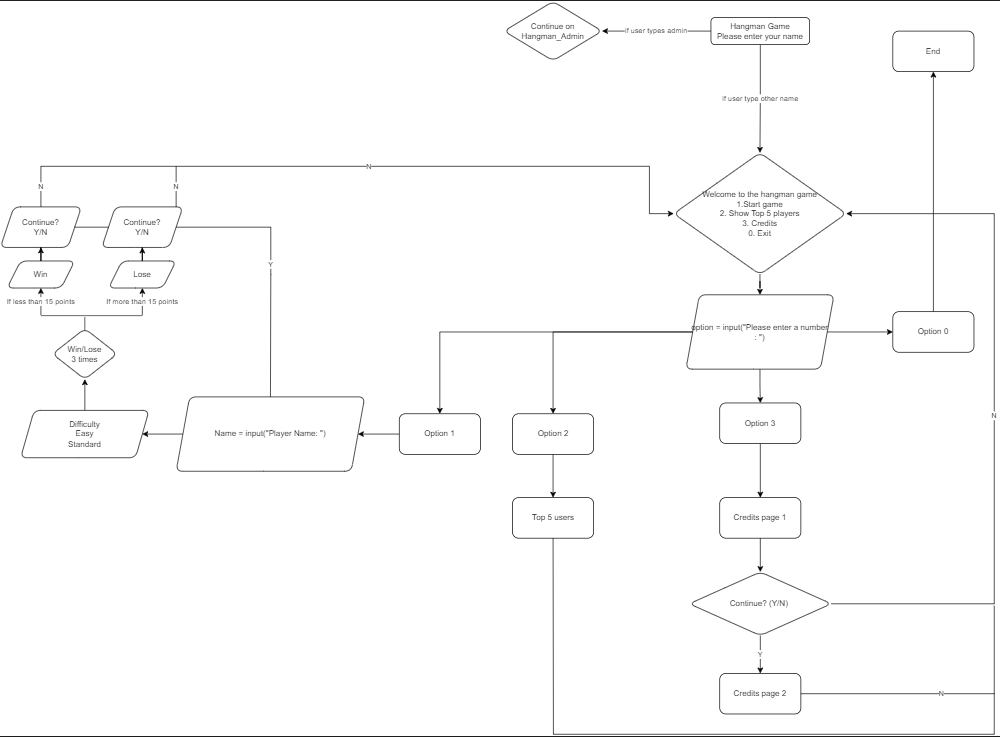 Continue on
Hangman_Admin
if user types admin
Hangman Game
Please enter your name
End
if user type other name
N
N
N
Welcome to the hangman game
1.Start game
2. Show Top 5 players
3. Credits
0. Exit
Continue?
Y/N
Continue?
Y/N
Y
Win
Lose
If less than 15 points
If more than 15 points
option = input("Please enter a number
: ")
Option 0
Win/Lose
3 times
Difficulty
Easy
Standard
Name = input("Player Name: ")
Option 1
Option 2
Option 3
N
Top 5 users
Credits page 1
Continue? (Y/N)
Y
Credits page 2
N